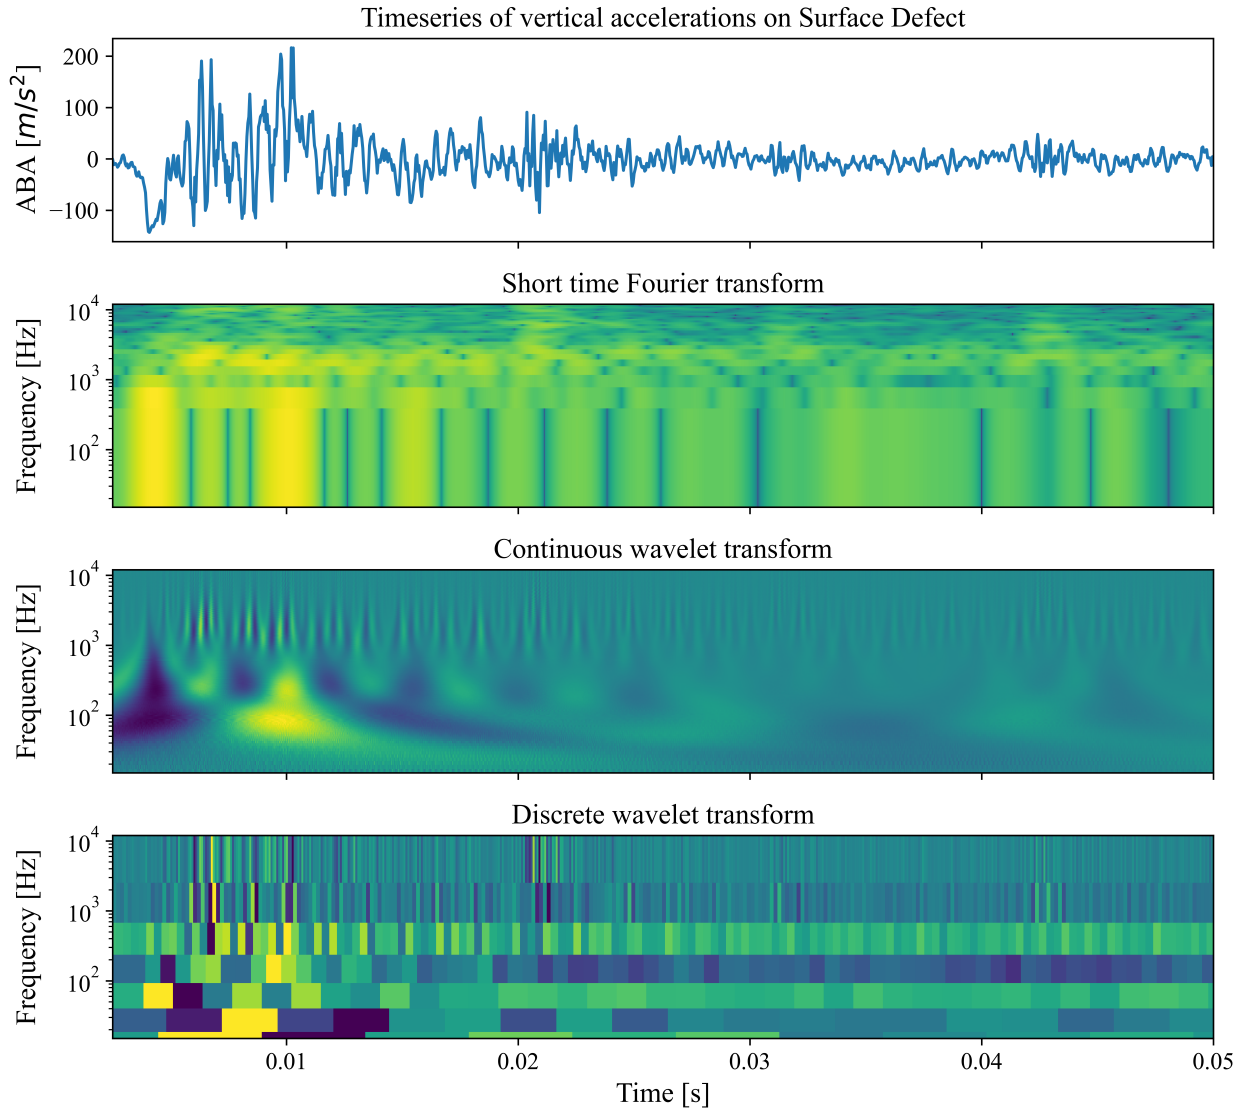 Timeseries of vertical accelerations on Surface Defect
ABA [m/s²]
200
100
0
−100
Short time Fourier transform
Frequency [Hz]
10⁴
10³
10²
Continuous wavelet transform
Frequency [Hz]
10⁴
10³
10²
Discrete wavelet transform
Frequency [Hz]
10⁴
10³
10²
0.01 0.02 0.03 0.04 0.05
Time [s]